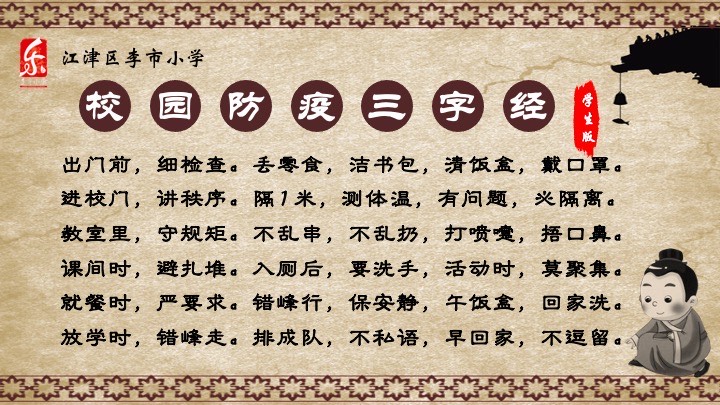 乐
江津区李市小学
校园防疫三字经
学生版
出门前，细检查。丢零食，洁书包，清饭盒，戴口罩。
进校门，讲秩序。隔1米，测体温，有问题，必隔离。
教室里，守规矩。不乱串，不乱扔，打喷嚏，捂口鼻。
课间时，避扎堆。入厕后，要洗手，活动时，莫聚集。
就餐时，严要求。错峰行，保安静，午饭盒，回家洗。
放学时，错峰走。排成队，不私语，早回家，不逗留。